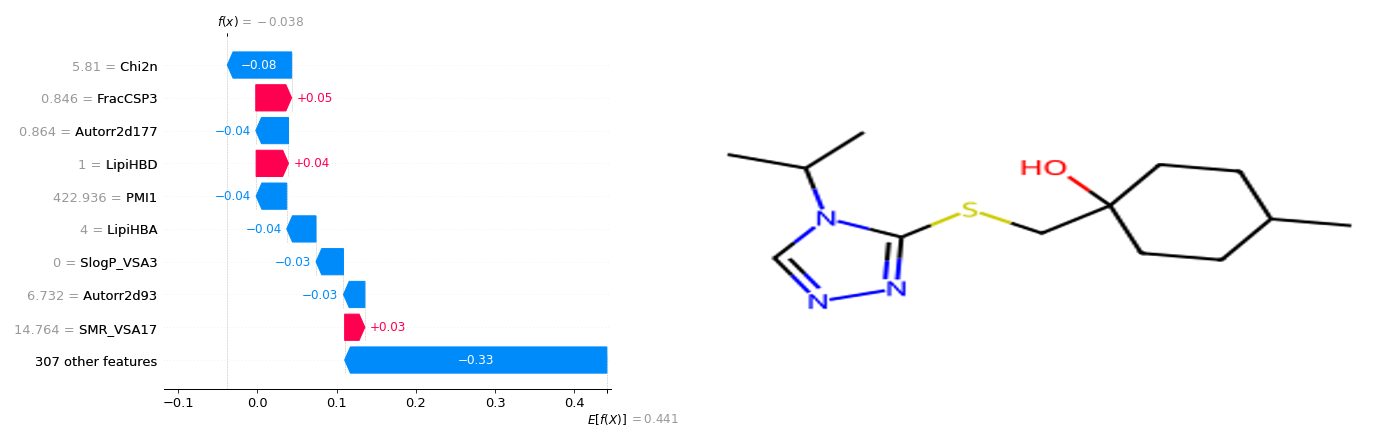 f(x) = −0.038
5.81 = Chi2n
−0.08
0.846 = FracCSP3
+0.05
0.864 = Autorr2d177
−0.04
1 = LipiHBD
+0.04
422.936 = PMI1
−0.04
4 = LipiHBA
−0.04
0 = SlogP_VSA3
−0.03
6.732 = Autorr2d93
−0.03
14.764 = SMR_VSA17
+0.03
307 other features
−0.33
−0.1 0.0 0.1 0.2 0.3 0.4
E[f(X)] = 0.441
HO
S
N
N
N